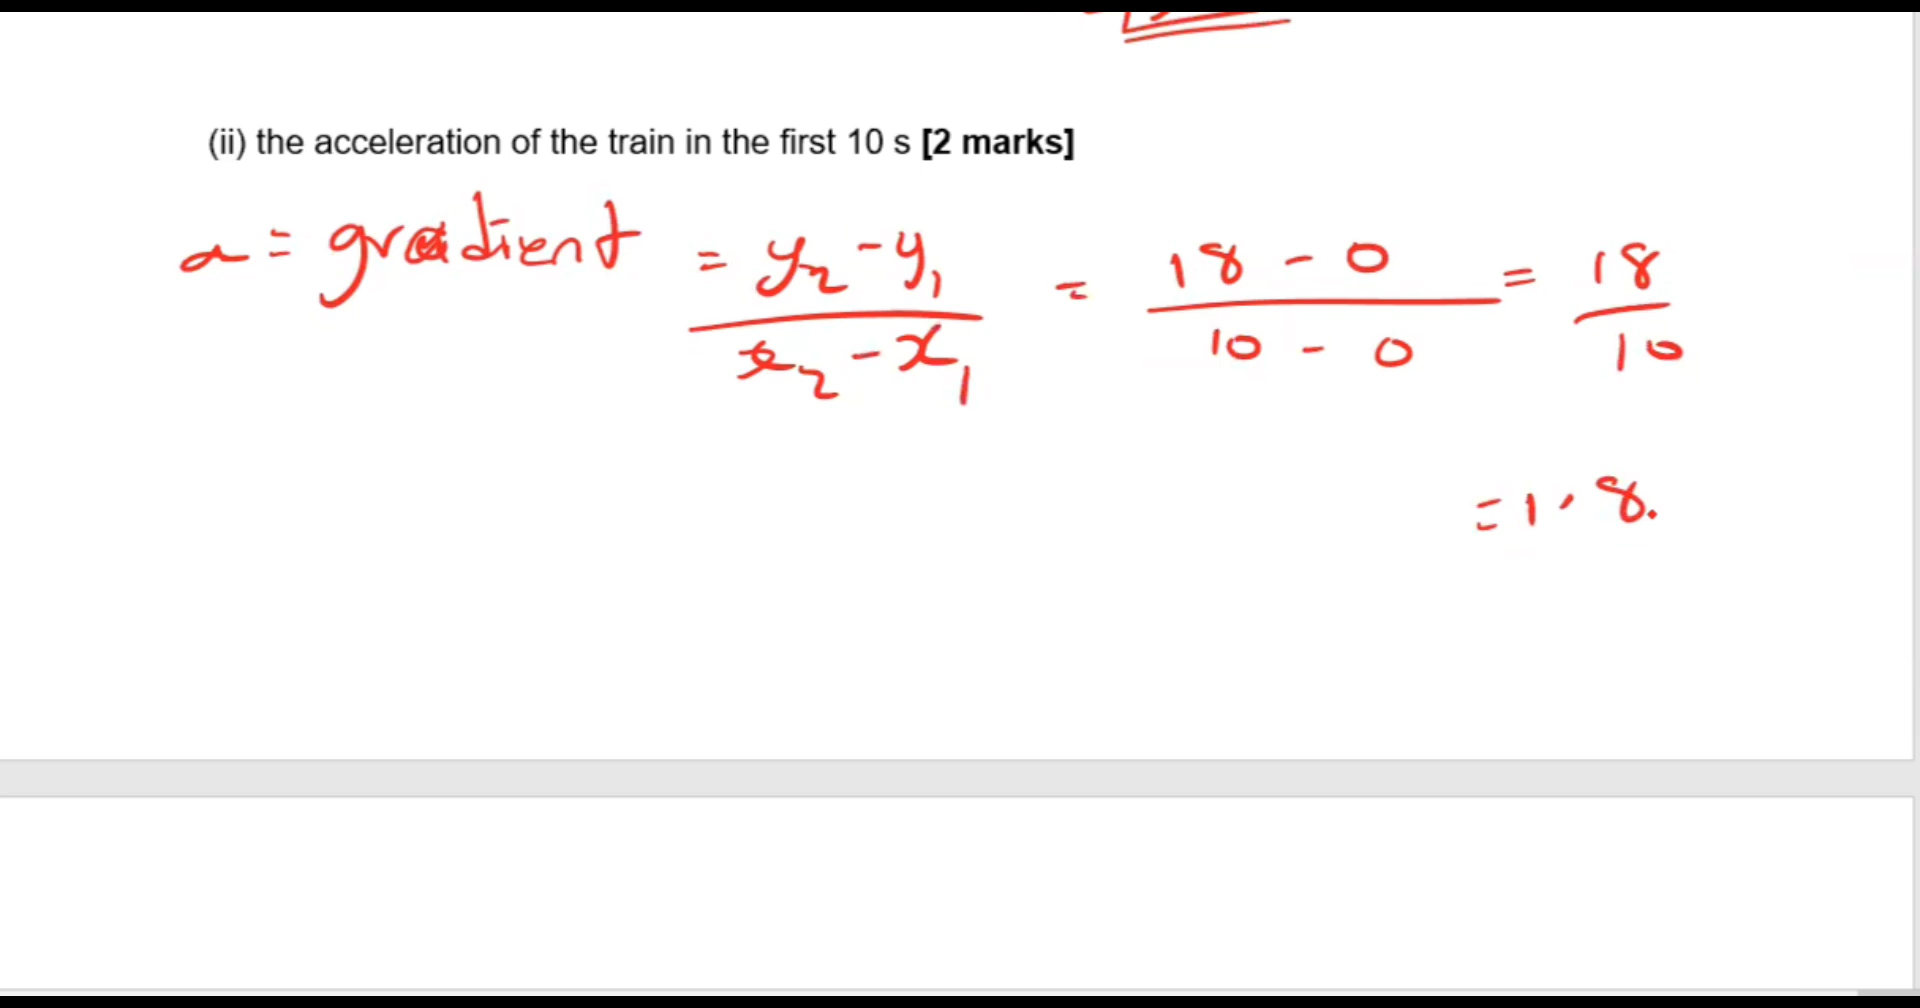 (ii) the acceleration of the train in the first 10 s [2 marks]
a = gradient = y₂ - y₁ / x₂ - x₁ = 18 - 0 / 10 - 0 = 18 / 10
= 1.8.